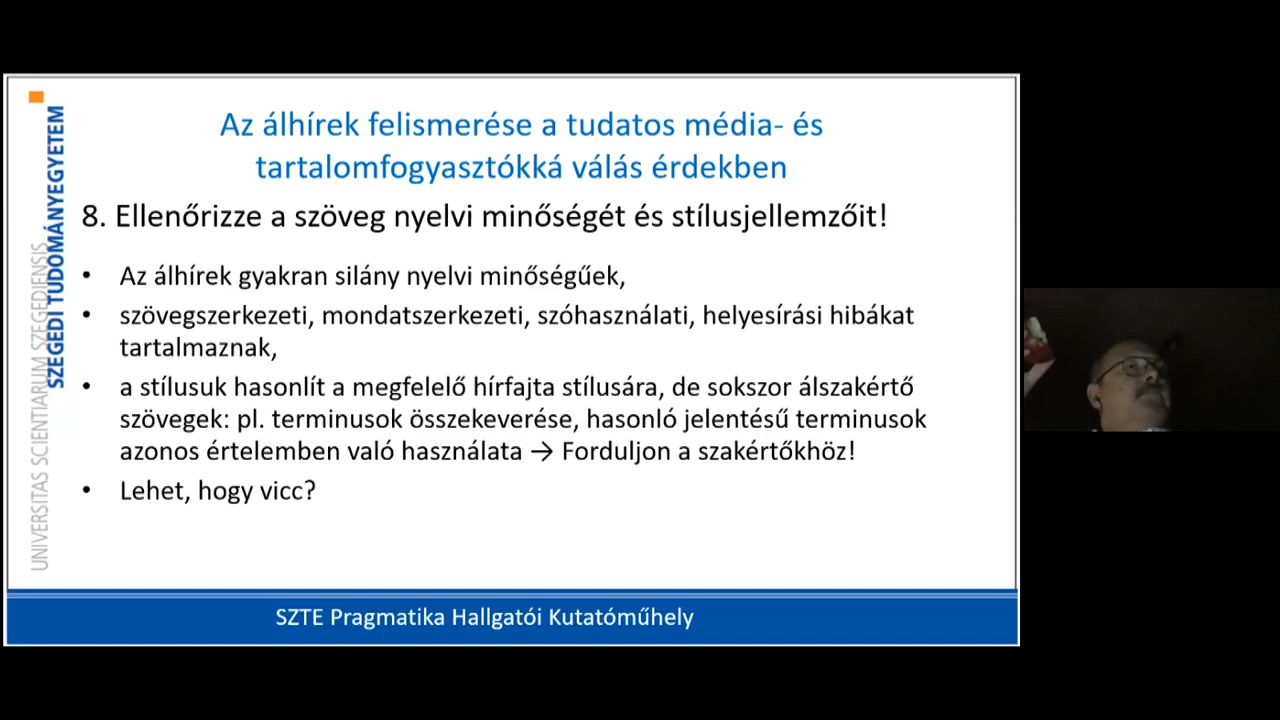 Az álhírek felismerése a tudatos média- és
tartalomfogyasztókká válás érdekben
8. Ellenőrizze a szöveg nyelvi minőségét és stílusjellemzőit!
• Az álhírek gyakran silány nyelvi minőségűek,
• szövegszerkezeti, mondatszerkezeti, szóhasználati, helyesírási hibákat
tartalmaznak,
• a stílusuk hasonlít a megfelelő hírfajta stílusára, de sokszor álszakértő
szövegek: pl. terminusok összekeverése, hasonló jelentésű terminusok
azonos értelemben való használata → Forduljon a szakértőkhöz!
• Lehet, hogy vicc?
UNIVERSITAS SCIENTIARUM SZEGEDIENSIS
SZEGEDI TUDOMÁNYEGYETEM
SZTE Pragmatika Hallgatói Kutatóműhely